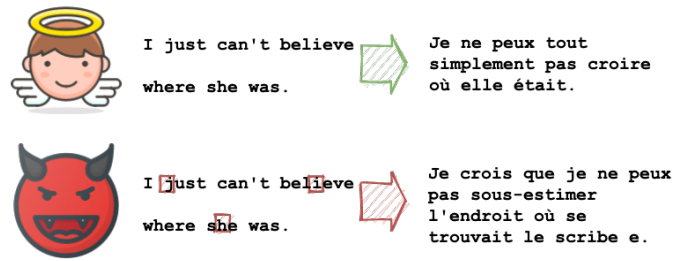 I just can't believe
where she was.
Je ne peux tout
simplement pas croire
où elle était.
I just can't believe
where she was.
Je crois que je ne peux
pas sous-estimer
l'endroit où se
trouvait le scribe e.